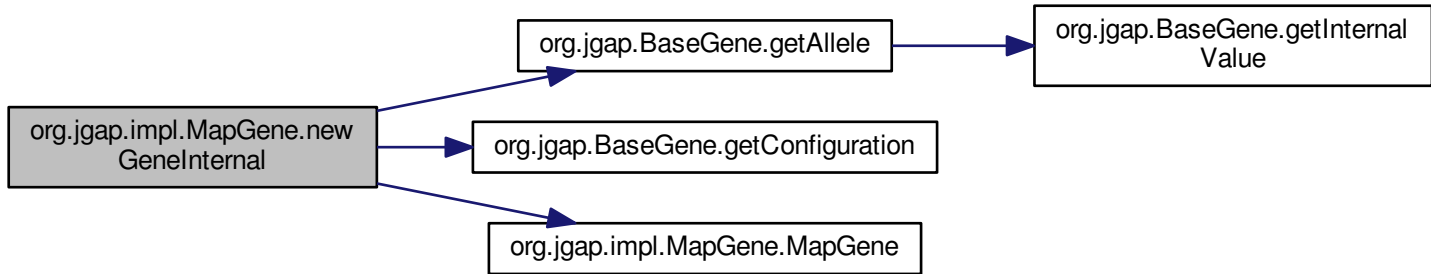 org.jgap.impl.MapGene.new
GeneInternal
org.jgap.BaseGene.getAllele
org.jgap.BaseGene.getInternal
Value
org.jgap.BaseGene.getConfiguration
org.jgap.impl.MapGene.MapGene